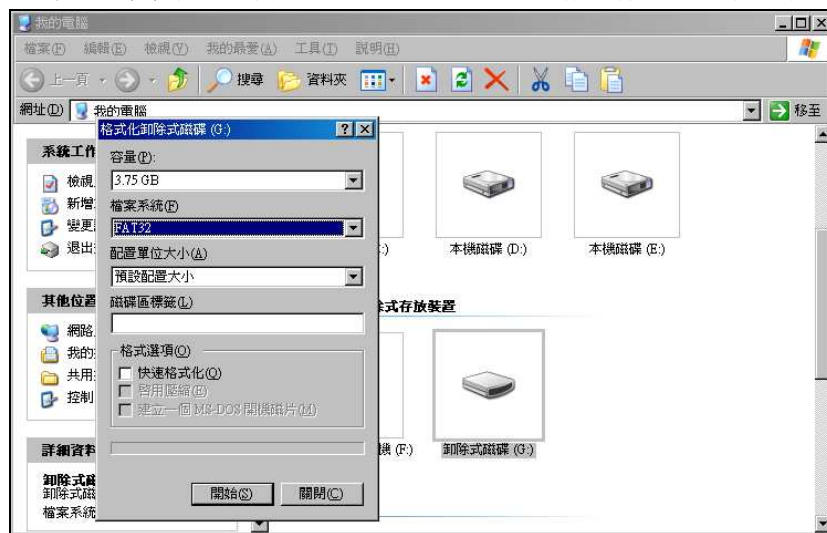 我的電腦
檔案(F) 編輯(E) 檢視(V) 我的最愛(A) 工具(T) 說明(H)
上一頁 搜尋 資料夾
網址(D) 我的電腦 移至
格式化卸除式磁碟 (G:)
容量(P):
3.75 GB
檔案系統(F)
FAT32
配置單位大小(A)
預設配置大小
磁碟區標籤(L)
格式選項(O)
快速格式化(Q)
啓用壓縮(E)
建立一個 MS-DOS 開機磁片(M)
開始(S) 關閉(C)
系統工作
檢視
新增
變更
退出
其他位置
網路
我的
共用
控制
詳細資料
卸除式磁
卸除式磁
檔案系統
:)
本機磁碟 (D:) 本機磁碟 (E:)
除式存放裝置
機 (F:) 卸除式磁碟 (G:)